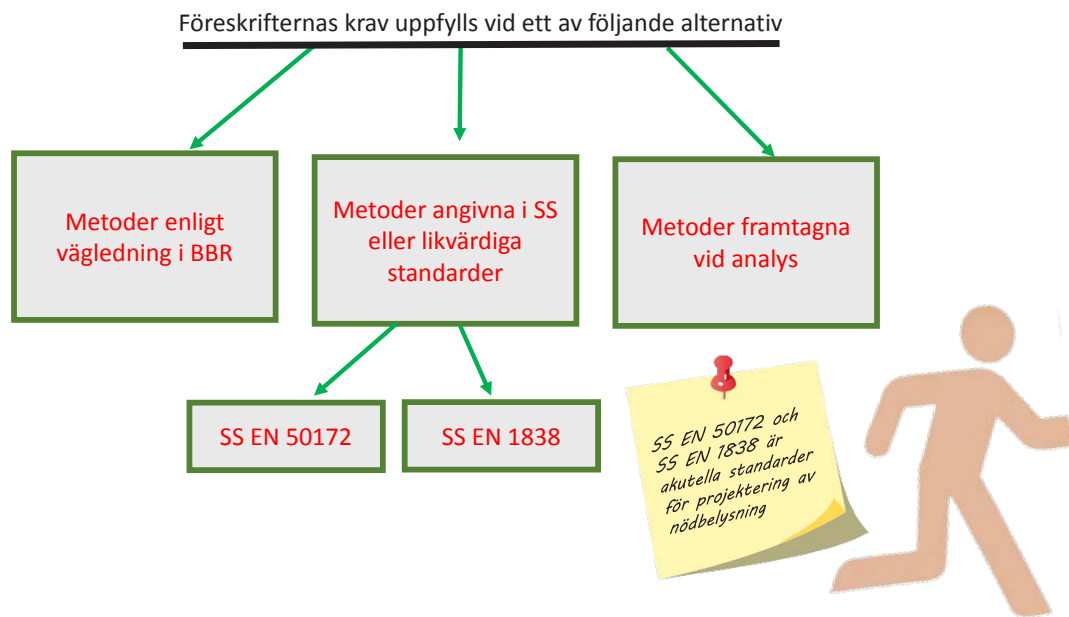 Föreskrifternas krav uppfylls vid ett av följande alternativ
Metoder enligt
vägledning i BBR
Metoder angivna i SS
eller likvärdiga
standarder
Metoder framtagna
vid analys
SS EN 50172
SS EN 1838
SS EN 50172 och
SS EN 1838 är
akutella standarder
för projektering av
nödbelysning